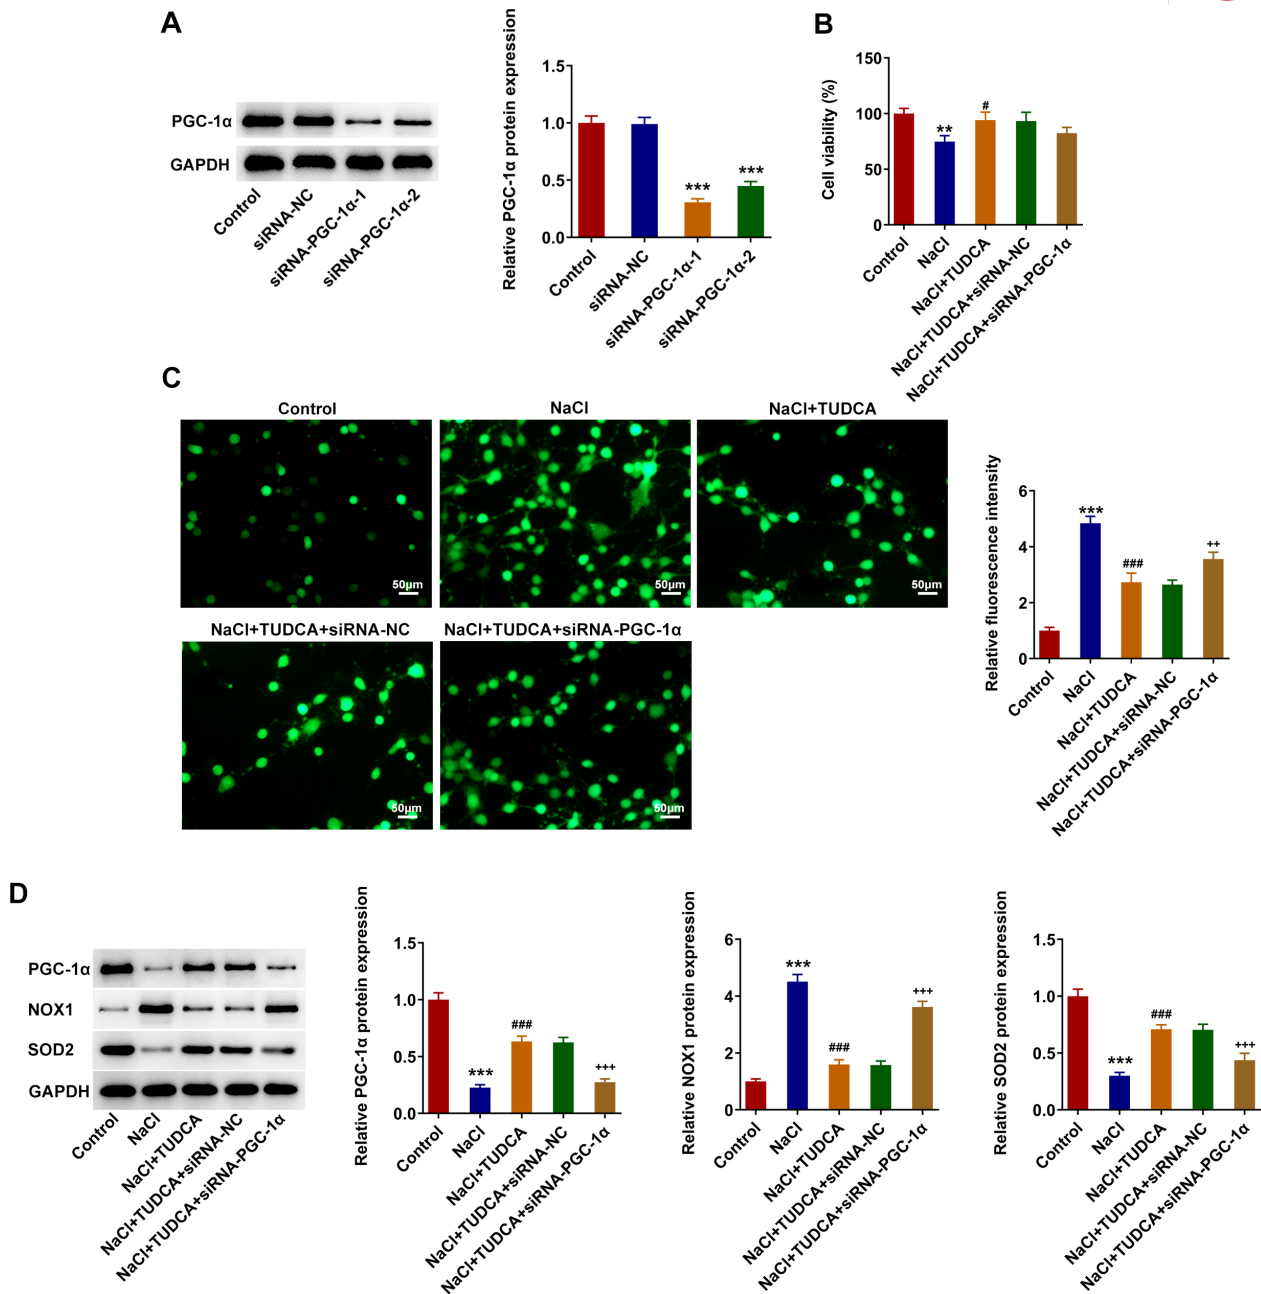 A
PGC-1α
GAPDH
Control
siRNA-NC
siRNA-PGC-1α-1
siRNA-PGC-1α-2
Relative PGC-1α protein expression
1.5
1.0
0.5
0.0
***
***
Control
siRNA-NC
siRNA-PGC-1α-1
siRNA-PGC-1α-2
B
Cell viability (%)
150
100
50
0
**
#
Control
NaCl
NaCl+TUDCA
NaCl+TUDCA+siRNA-NC
NaCl+TUDCA+siRNA-PGC-1α
C
Control
NaCl
NaCl+TUDCA
50μm
50μm
50μm
NaCl+TUDCA+siRNA-NC
NaCl+TUDCA+siRNA-PGC-1α
50μm
50μm
Relative fluorescence intensity
6
4
2
0
***
###
++
Control
NaCl
NaCl+TUDCA
NaCl+TUDCA+siRNA-NC
NaCl+TUDCA+siRNA-PGC-1α
D
PGC-1α
NOX1
SOD2
GAPDH
Control
NaCl
NaCl+TUDCA
NaCl+TUDCA+siRNA-NC
NaCl+TUDCA+siRNA-PGC-1α
Relative PGC-1α protein expression
1.5
1.0
0.5
0.0
***
###
+++
Control
NaCl
NaCl+TUDCA
NaCl+TUDCA+siRNA-NC
NaCl+TUDCA+siRNA-PGC-1α
Relative NOX1 protein expression
6
4
2
0
***
###
+++
Control
NaCl
NaCl+TUDCA
NaCl+TUDCA+siRNA-NC
NaCl+TUDCA+siRNA-PGC-1α
Relative SOD2 protein expression
1.5
1.0
0.5
0.0
***
###
+++
Control
NaCl
NaCl+TUDCA
NaCl+TUDCA+siRNA-NC
NaCl+TUDCA+siRNA-PGC-1α